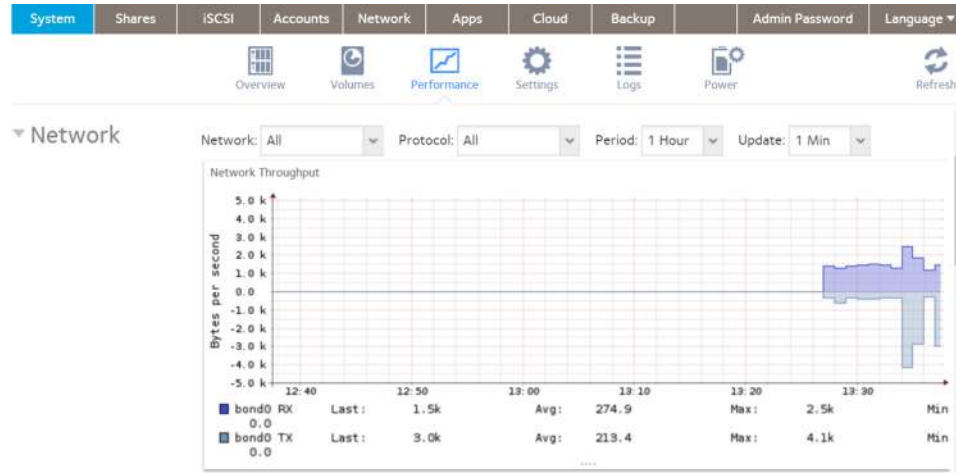 System Shares iSCSI Accounts Network Apps Cloud Backup Admin Password Language
Overview Volumes Performance Settings Logs Power Refresh
Network
Network: All Protocol: All Period: 1 Hour Update: 1 Min
Network Throughput
Bytes per second
5.0 k
4.0 k
3.0 k
2.0 k
1.0 k
0.0
-1.0 k
-2.0 k
-3.0 k
-4.0 k
-5.0 k
12:40 12:50 13:00 13:10 13:20 13:30
bond0 RX Last: 1.5k Avg: 274.9 Max: 2.5k Min
0.0
bond0 TX Last: 3.0k Avg: 213.4 Max: 4.1k Min
0.0